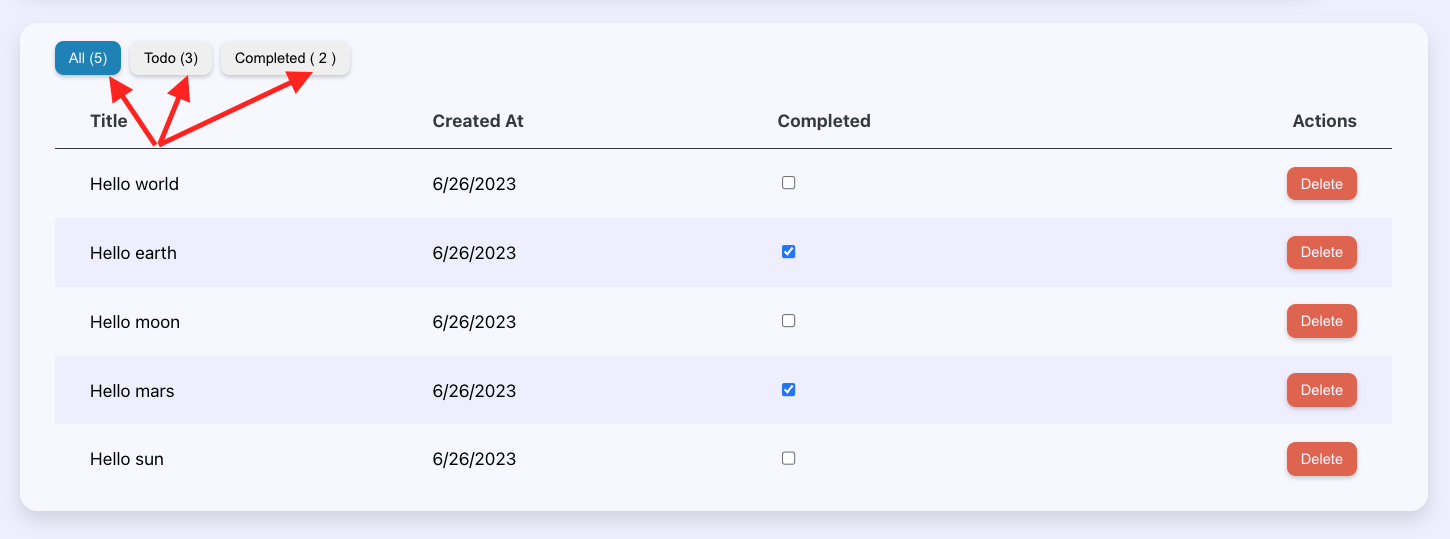 All (5) Todo (3) Completed ( 2 )
Title Created At Completed Actions
Hello world 6/26/2023 Delete
Hello earth 6/26/2023 Delete
Hello moon 6/26/2023 Delete
Hello mars 6/26/2023 Delete
Hello sun 6/26/2023 Delete